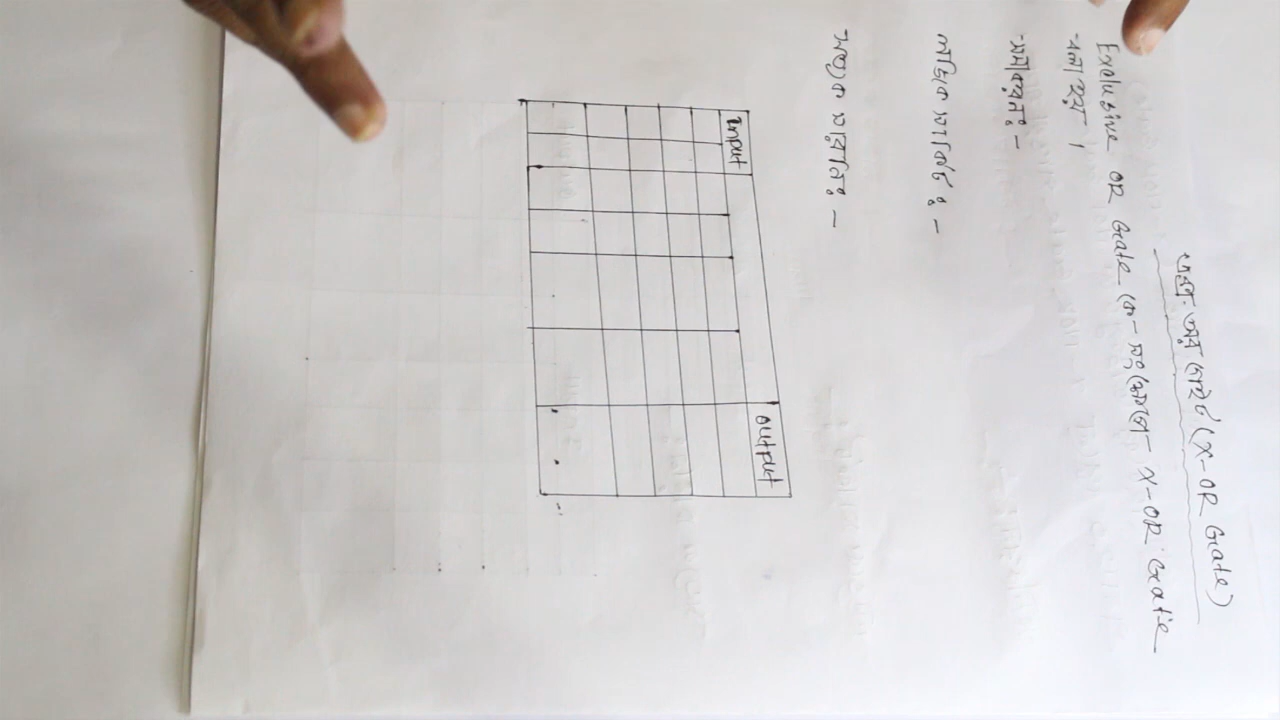 এক্স অর গেইট (X-OR Gate)
Exclusive OR Gate কে-সংক্ষেপে X-OR Gate
-বলা হয় ।
-সমীকরণঃ -
লজিক সার্কিট ঃ -
সত্যক সারণিঃ -
Input
Output